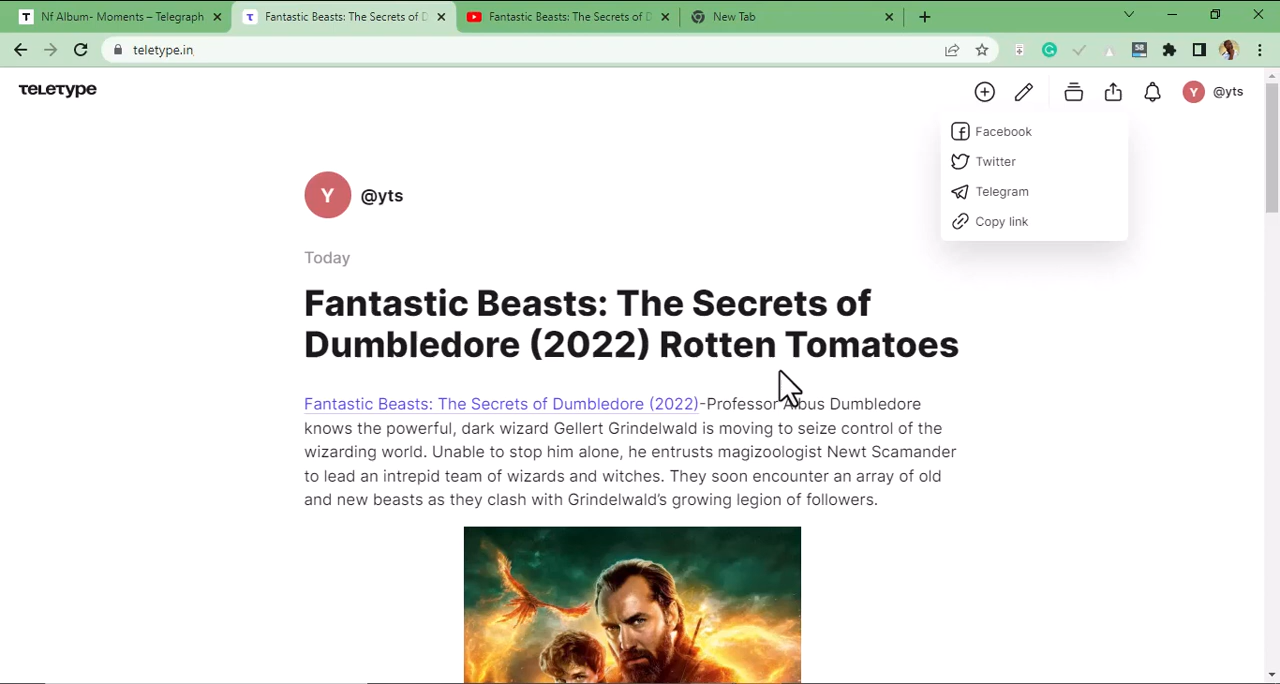 Nf Album- Moments – Telegraph
Fantastic Beasts: The Secrets of D
Fantastic Beasts: The Secrets of D
New Tab
teletype.in
58
TELETYPE
Y
@yts
Facebook
Twitter
Telegram
Copy link
Y
@yts
Today
Fantastic Beasts: The Secrets of
Dumbledore (2022) Rotten Tomatoes
Fantastic Beasts: The Secrets of Dumbledore (2022)-Professor Albus Dumbledore
knows the powerful, dark wizard Gellert Grindelwald is moving to seize control of the
wizarding world. Unable to stop him alone, he entrusts magizoologist Newt Scamander
to lead an intrepid team of wizards and witches. They soon encounter an array of old
and new beasts as they clash with Grindelwald's growing legion of followers.